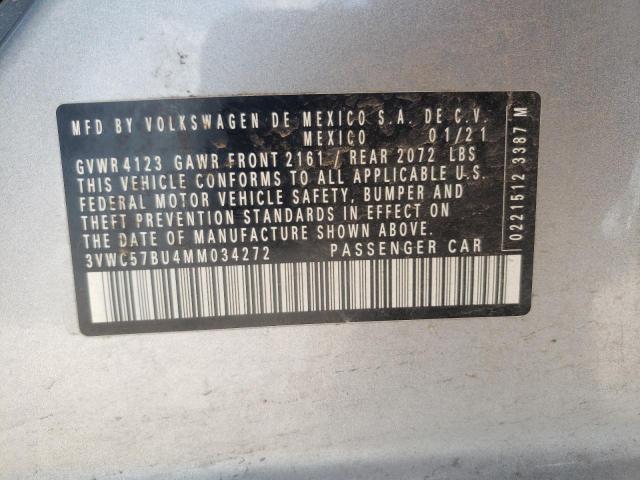 MFD BY VOLKSWAGEN DE MEXICO S.A. DE C.V.
MEXICO 01/21
GVWR 4123 GAWR FRONT 2161 / REAR 2072 LBS
THIS VEHICLE CONFORMS TO ALL APPLICABLE U.S.
FEDERAL MOTOR VEHICLE SAFETY, BUMPER AND
THEFT PREVENTION STANDARDS IN EFFECT ON
THE DATE OF MANUFACTURE SHOWN ABOVE.
3VWC57BU4MM034272 PASSENGER CAR
0221512 3387 M